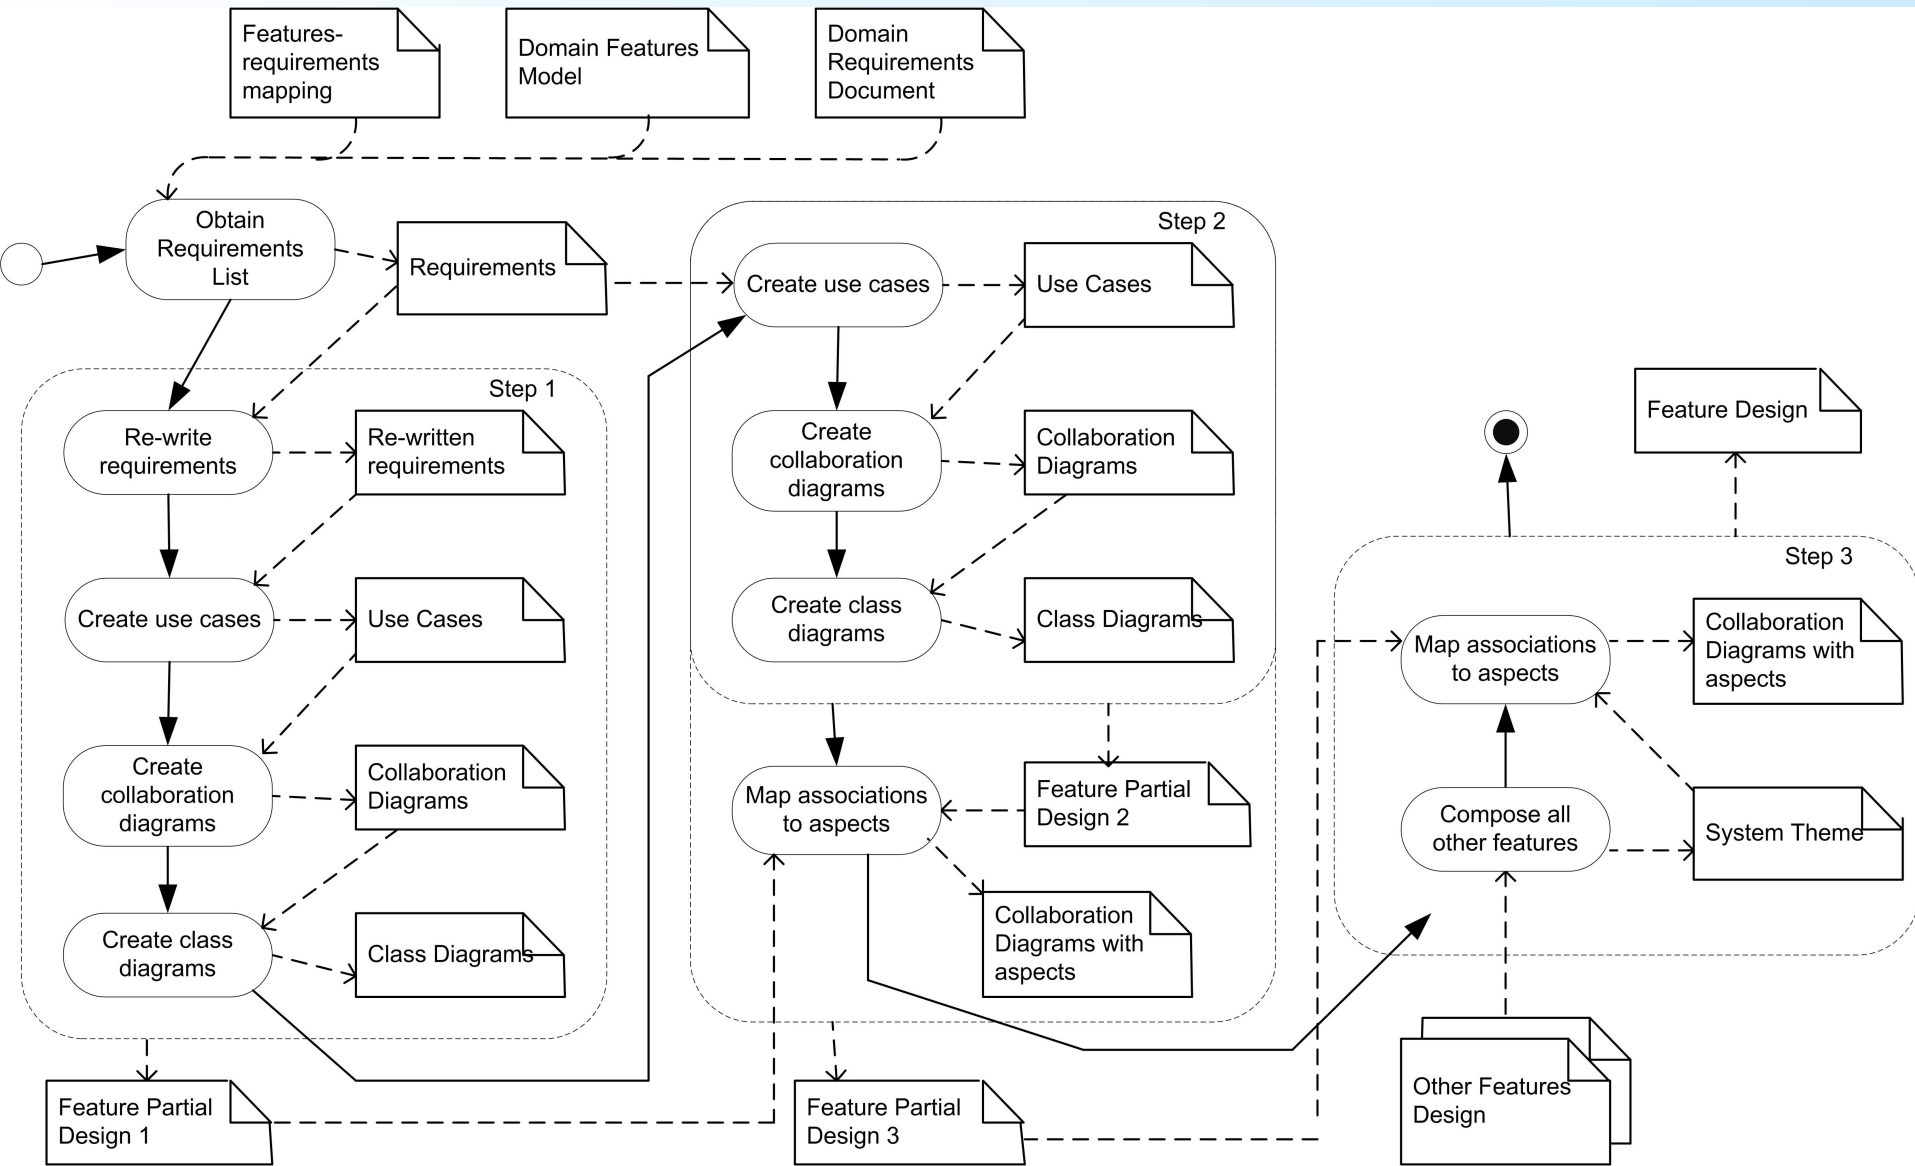 Features-
requirements
mapping
Domain Features
Model
Domain
Requirements
Document
Obtain
Requirements
List
Requirements
Step 1
Re-write
requirements
Re-written
requirements
Create use cases
Use Cases
Create
collaboration
diagrams
Collaboration
Diagrams
Create class
diagrams
Class Diagrams
Feature Partial
Design 1
Step 2
Create use cases
Use Cases
Create
collaboration
diagrams
Collaboration
Diagrams
Create class
diagrams
Class Diagrams
Map associations
to aspects
Feature Partial
Design 2
Collaboration
Diagrams with
aspects
Feature Partial
Design 3
Feature Design
Step 3
Map associations
to aspects
Collaboration
Diagrams with
aspects
Compose all
other features
System Theme
Other Features
Design